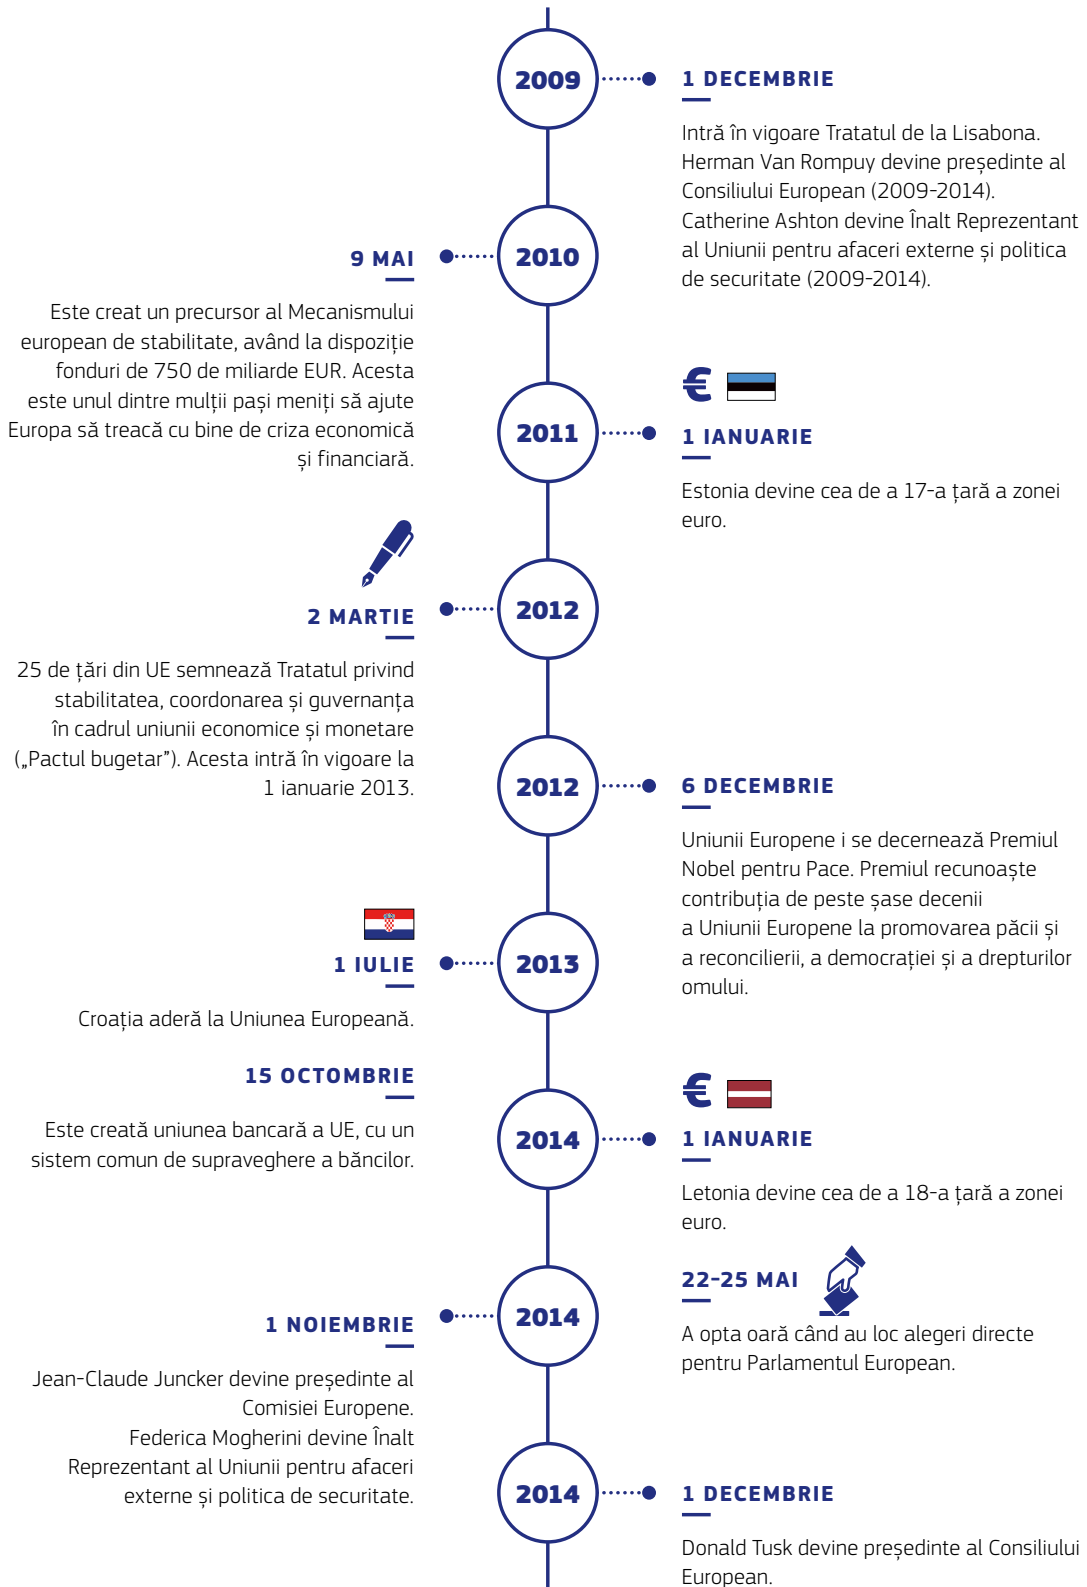 2009
1 DECEMBRIE
Intră în vigoare Tratatul de la Lisabona.
Herman Van Rompuy devine președinte al
Consiliului European (2009-2014).
Catherine Ashton devine Înalt Reprezentant
al Uniunii pentru afaceri externe și politica
de securitate (2009-2014).
2010
9 MAI
Este creat un precursor al Mecanismului
european de stabilitate, având la dispoziție
fonduri de 750 de miliarde EUR. Acesta
este unul dintre mulții pași meniți să ajute
Europa să treacă cu bine de criza economică
și financiară.
€
2011
1 IANUARIE
Estonia devine cea de a 17-a țară a zonei
euro.
2012
2 MARTIE
25 de țări din UE semnează Tratatul privind
stabilitatea, coordonarea și guvernanța
în cadrul uniunii economice și monetare
(„Pactul bugetar”). Acesta intră în vigoare la
1 ianuarie 2013.
2012
6 DECEMBRIE
Uniunii Europene i se decernează Premiul
Nobel pentru Pace. Premiul recunoaște
contribuția de peste șase decenii
a Uniunii Europene la promovarea păcii și
a reconcilierii, a democrației și a drepturilor
omului.
2013
1 IULIE
Croația aderă la Uniunea Europeană.
15 OCTOMBRIE
Este creată uniunea bancară a UE, cu un
sistem comun de supraveghere a băncilor.
€
2014
1 IANUARIE
Letonia devine cea de a 18-a țară a zonei
euro.
22-25 MAI
A opta oară când au loc alegeri directe
pentru Parlamentul European.
2014
1 NOIEMBRIE
Jean-Claude Juncker devine președinte al
Comisiei Europene.
Federica Mogherini devine Înalt
Reprezentant al Uniunii pentru afaceri
externe și politica de securitate.
2014
1 DECEMBRIE
Donald Tusk devine președinte al Consiliului
European.